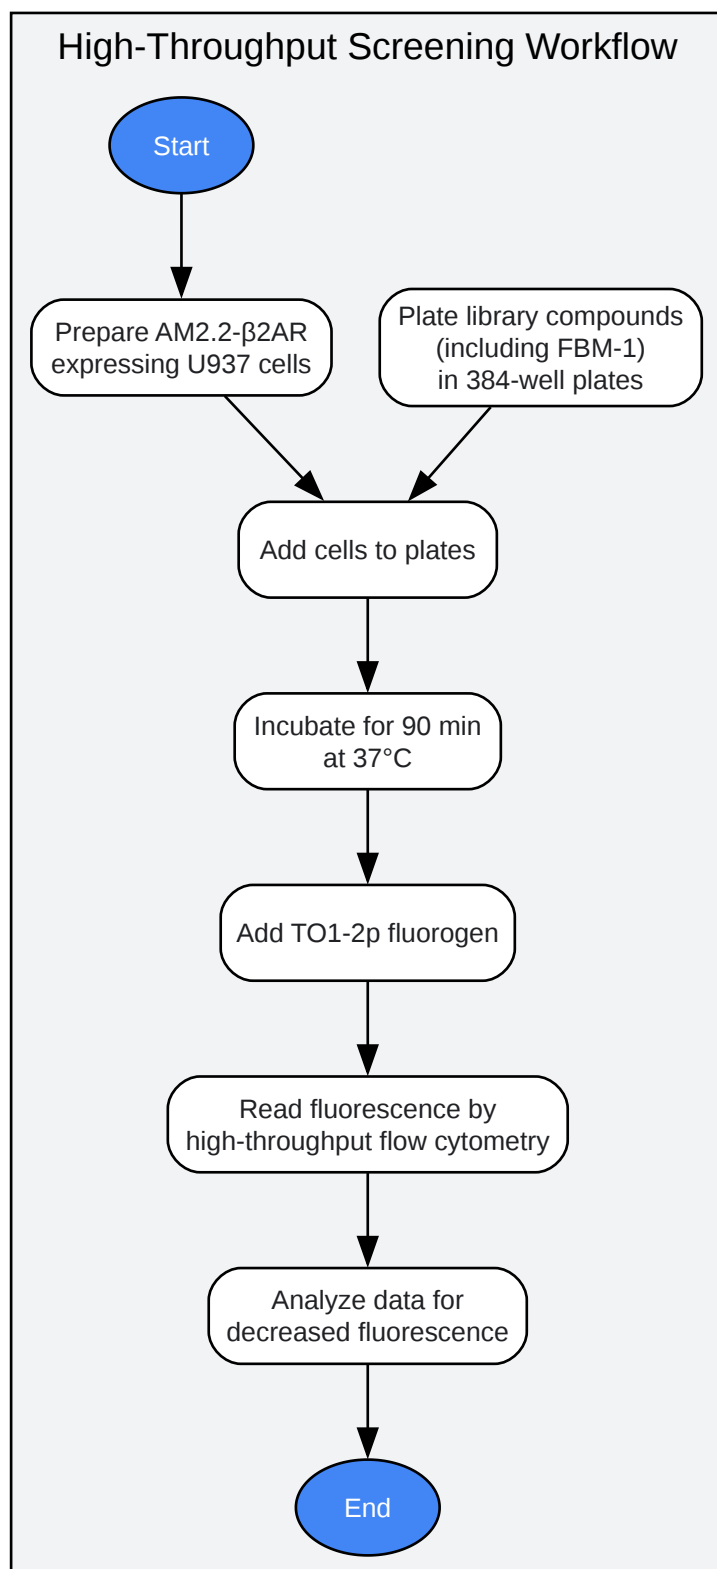 High-Throughput Screening Workflow
Start
Prepare AM2.2-β2AR
expressing U937 cells
Plate library compounds
(including FBM-1)
in 384-well plates
Add cells to plates
Incubate for 90 min
at 37°C
Add TO1-2p fluorogen
Read fluorescence by
high-throughput flow cytometry
Analyze data for
decreased fluorescence
End